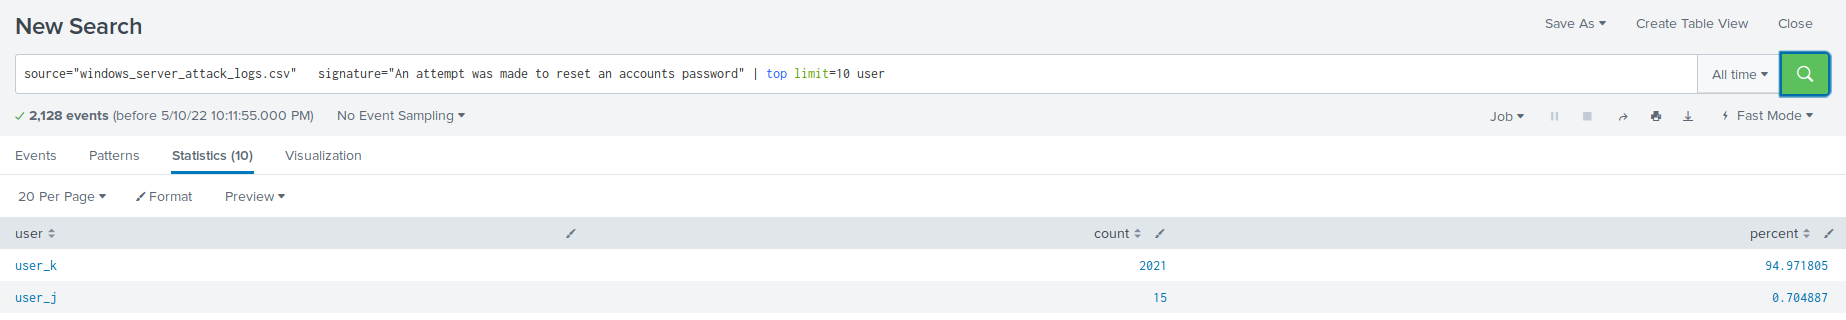 New Search
Save As Create Table View Close
source="windows_server_attack_logs.csv" signature="An attempt was made to reset an accounts password" | top limit=10 user
All time
2,128 events (before 5/10/22 10:11:55.000 PM) No Event Sampling
Job Fast Mode
Events Patterns Statistics (10) Visualization
20 Per Page Format Preview
user count percent
user_k 2021 94.971805
user_j 15 0.704887